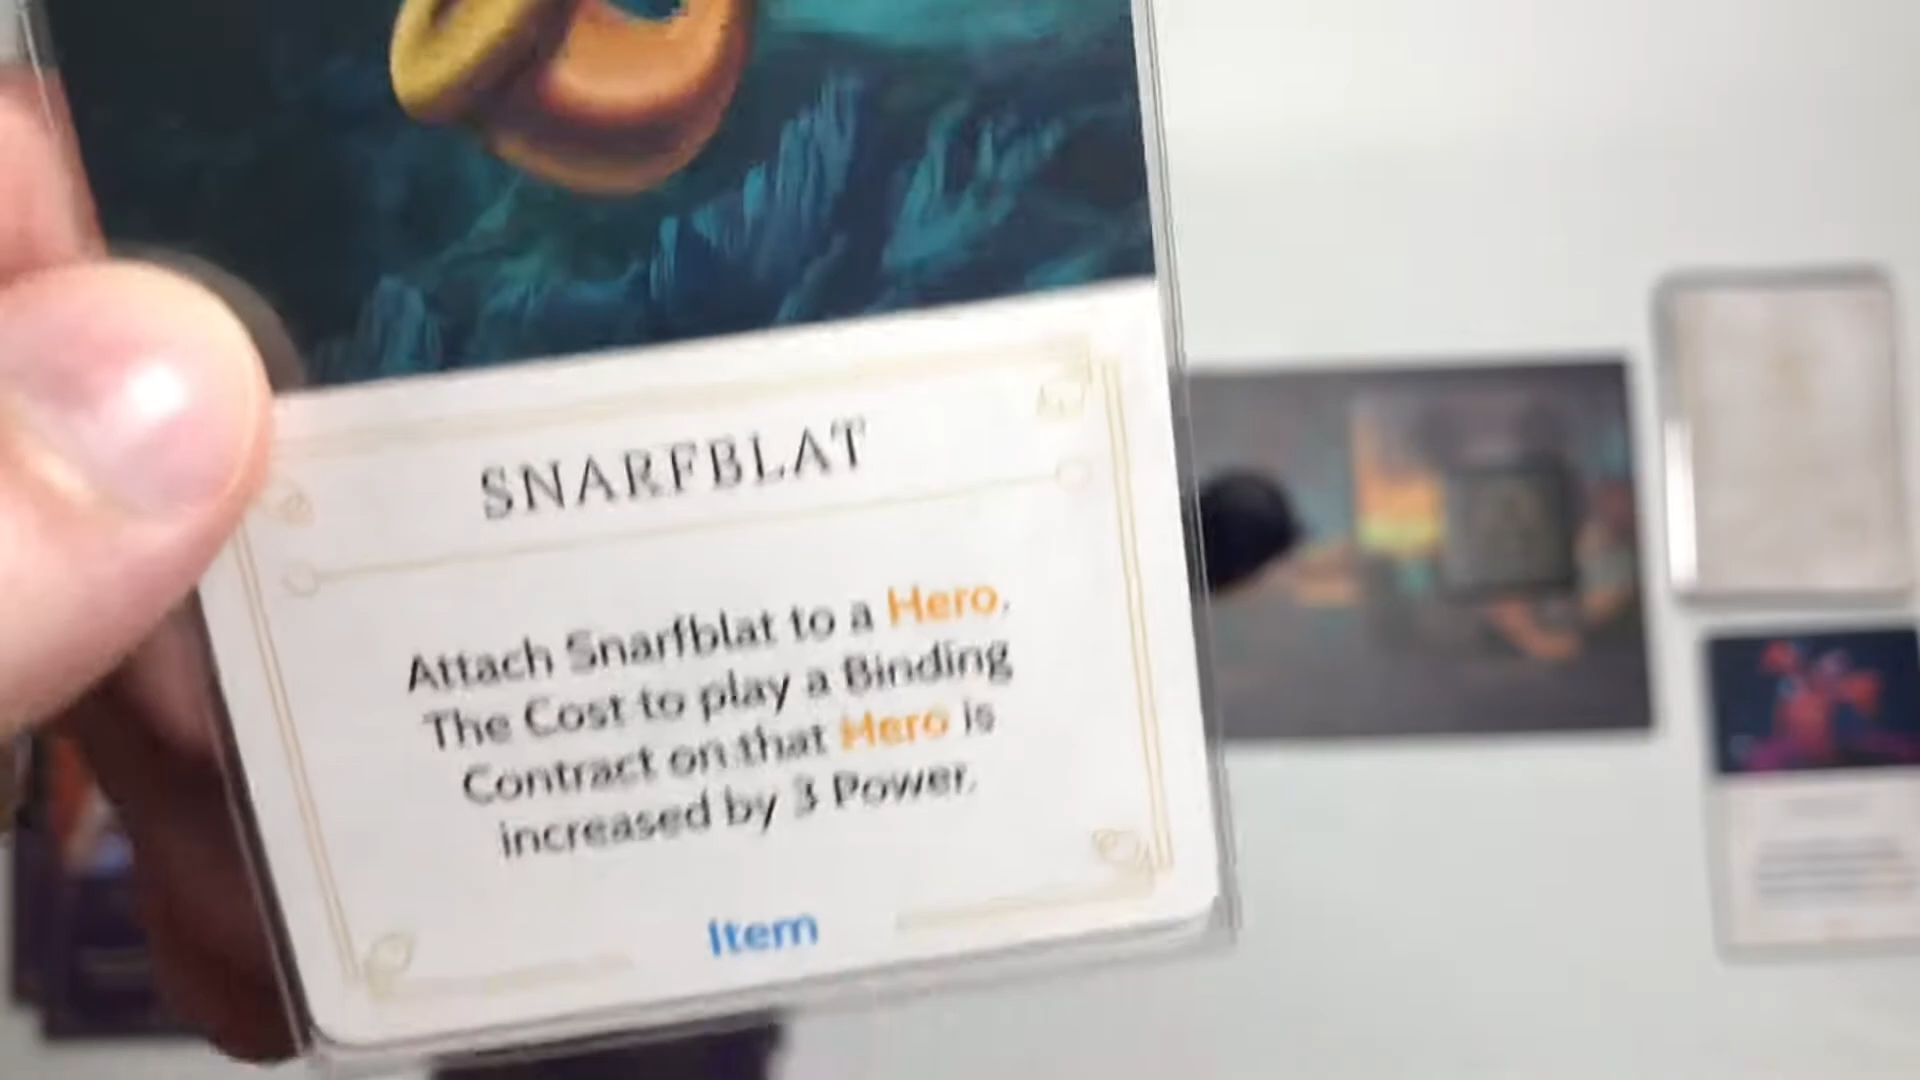 SNARFBLAT
Attach Snarfblat to a Hero.
The Cost to play a Binding
Contract on that Hero is
increased by 3 Power.
Item